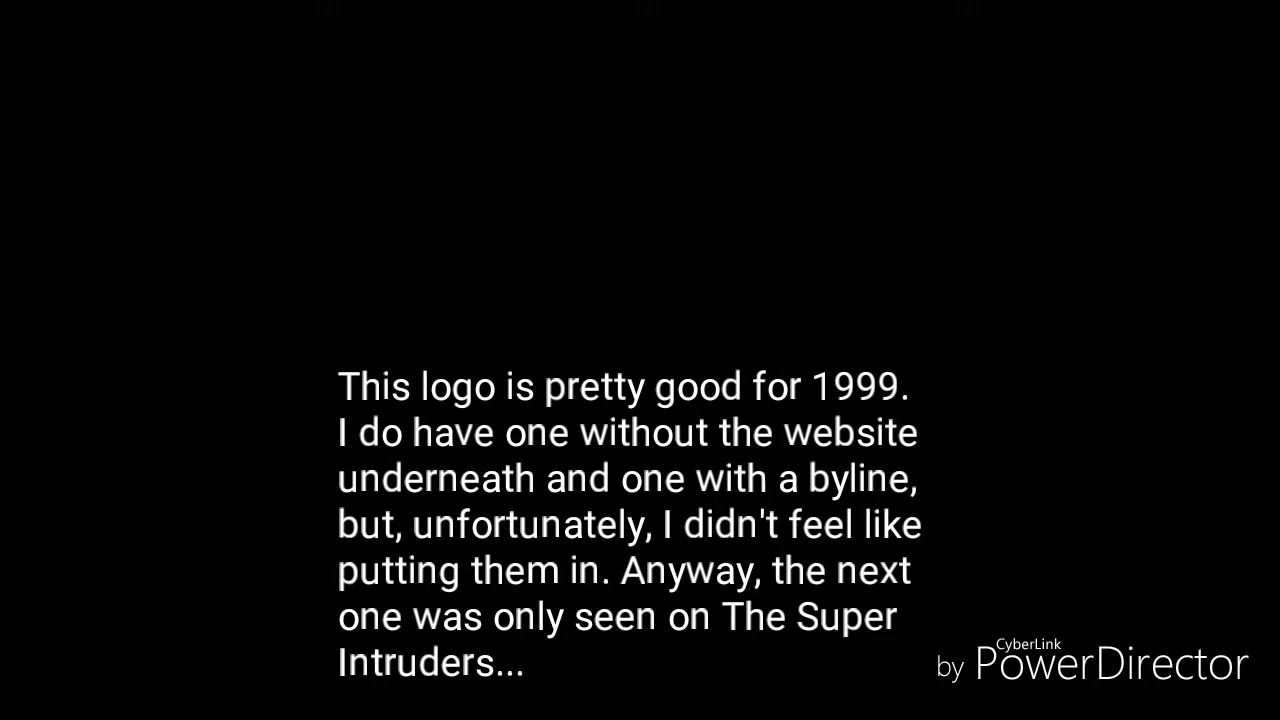 This logo is pretty good for 1999.
I do have one without the website
underneath and one with a byline,
but, unfortunately, I didn't feel like
putting them in. Anyway, the next
one was only seen on The Super
Intruders...
CyberLink
by PowerDirector